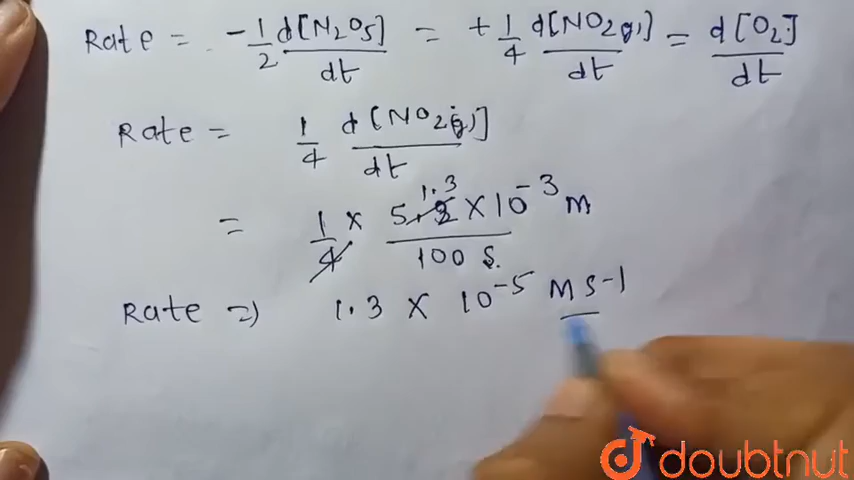 Rate = - 1/2 d[N2O5]/dt = + 1/4 d[NO2(g)]/dt = d[O2]/dt
Rate = 1/4 d[NO2(g)]/dt
= 1/4 × 5.2 1.3 × 10^-3 M / 100 S.
Rate => 1.3 × 10^-5 M S-1
doubtnut